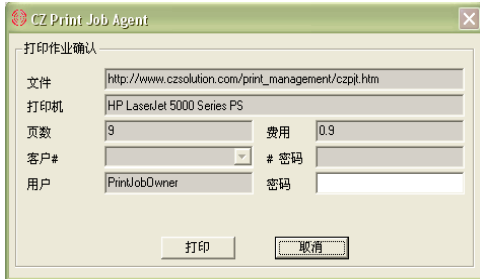 CZ Print Job Agent
打印作业确认
文件 http://www.czsolution.com/print_management/czpjt.htm
打印机 HP LaserJet 5000 Series PS
页数 9 费用 0.9
客户# # 密码
用户 PrintJobOwner 密码
打印 取消